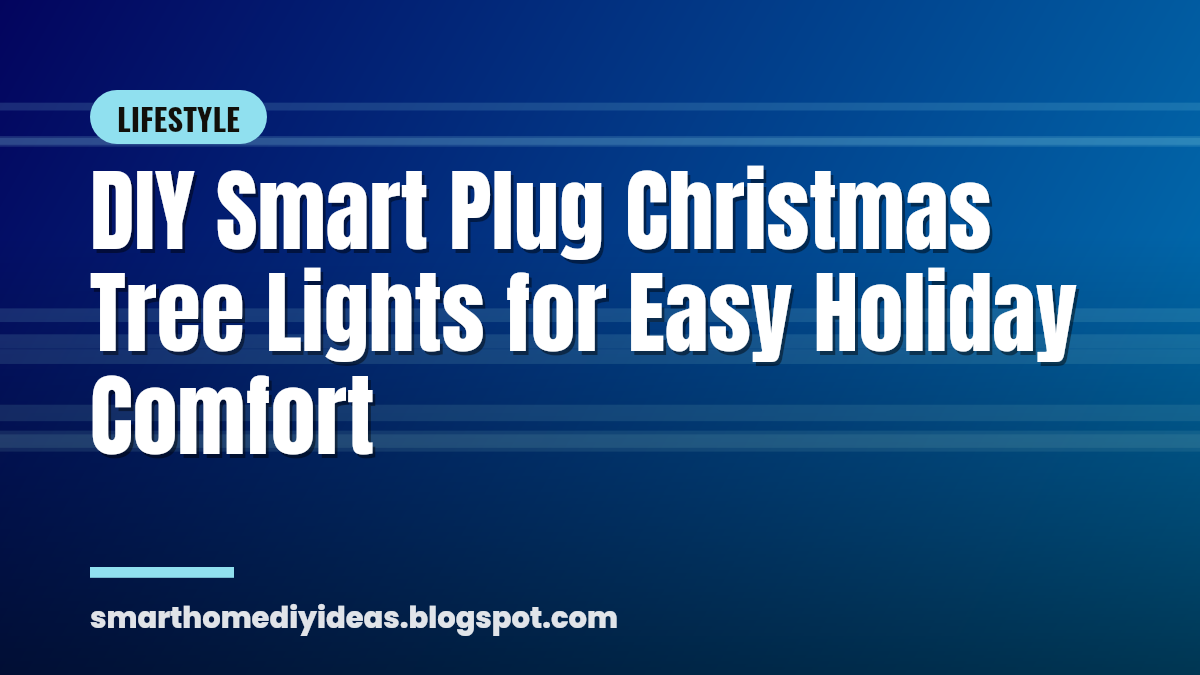 LIFESTYLE
DIY Smart Plug Christmas
Tree Lights for Easy Holiday
Comfort
smarthomediyideas.blogspot.com